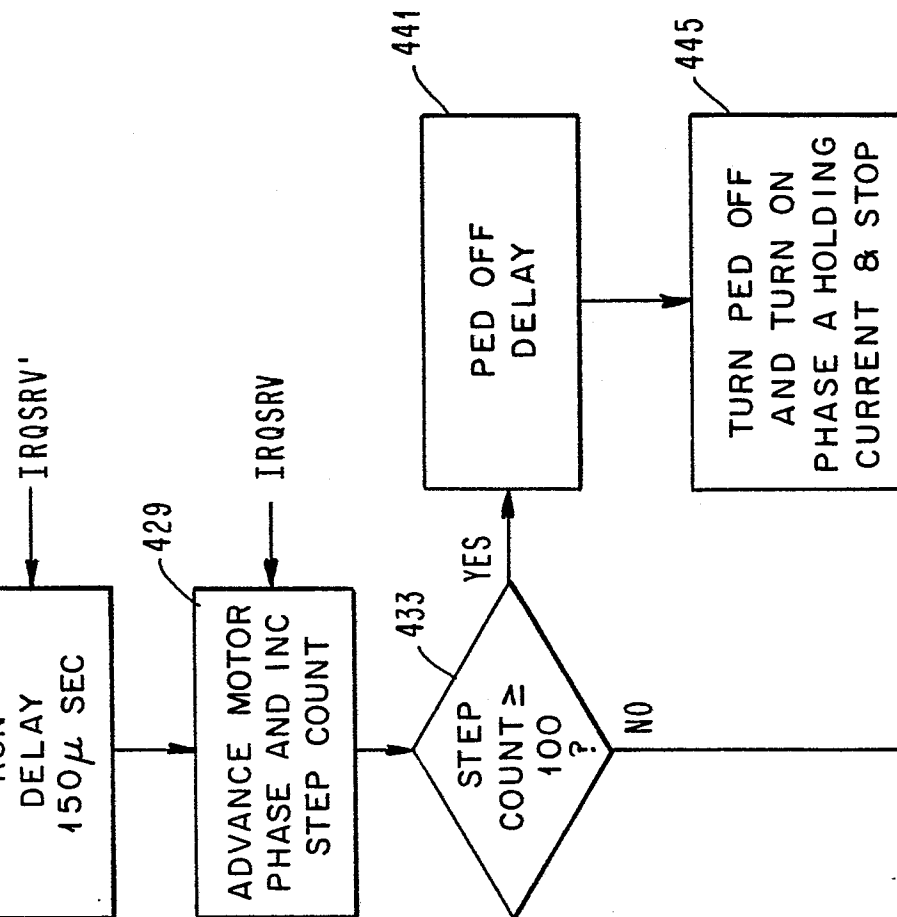 DELAY
150μ SEC
IRQSRV'
429
ADVANCE MOTOR
PHASE AND INC
STEP COUNT
IRQSRV
433
STEP
COUNT ≥
100
?
YES
NO
441
PED OFF
DELAY
445
TURN PED OFF
AND TURN ON
PHASE A HOLDING
CURRENT & STOP